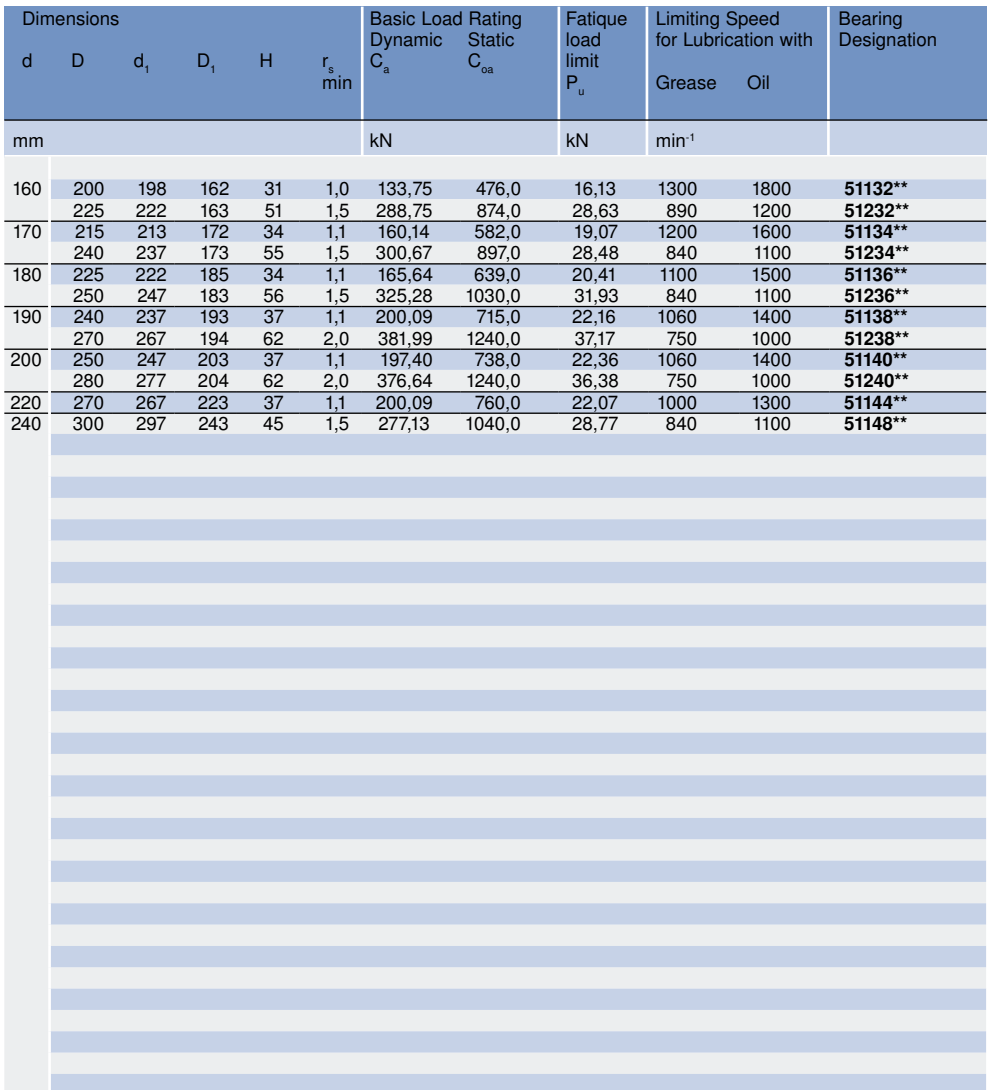 Dimensions Basic Load Rating Fatique Limiting Speed Bearing
Dynamic Static load for Lubrication with Designation
d D d1 D1 H rs Ca Coa limit
min Pu Grease Oil
mm kN kN min-1
160 200 198 162 31 1,0 133,75 476,0 16,13 1300 1800 51132**
225 222 163 51 1,5 288,75 874,0 28,63 890 1200 51232**
170 215 213 172 34 1,1 160,14 582,0 19,07 1200 1600 51134**
240 237 173 55 1,5 300,67 897,0 28,48 840 1100 51234**
180 225 222 185 34 1,1 165,64 639,0 20,41 1100 1500 51136**
250 247 183 56 1,5 325,28 1030,0 31,93 840 1100 51236**
190 240 237 193 37 1,1 200,09 715,0 22,16 1060 1400 51138**
270 267 194 62 2,0 381,99 1240,0 37,17 750 1000 51238**
200 250 247 203 37 1,1 197,40 738,0 22,36 1060 1400 51140**
280 277 204 62 2,0 376,64 1240,0 36,38 750 1000 51240**
220 270 267 223 37 1,1 200,09 760,0 22,07 1000 1300 51144**
240 300 297 243 45 1,5 277,13 1040,0 28,77 840 1100 51148**